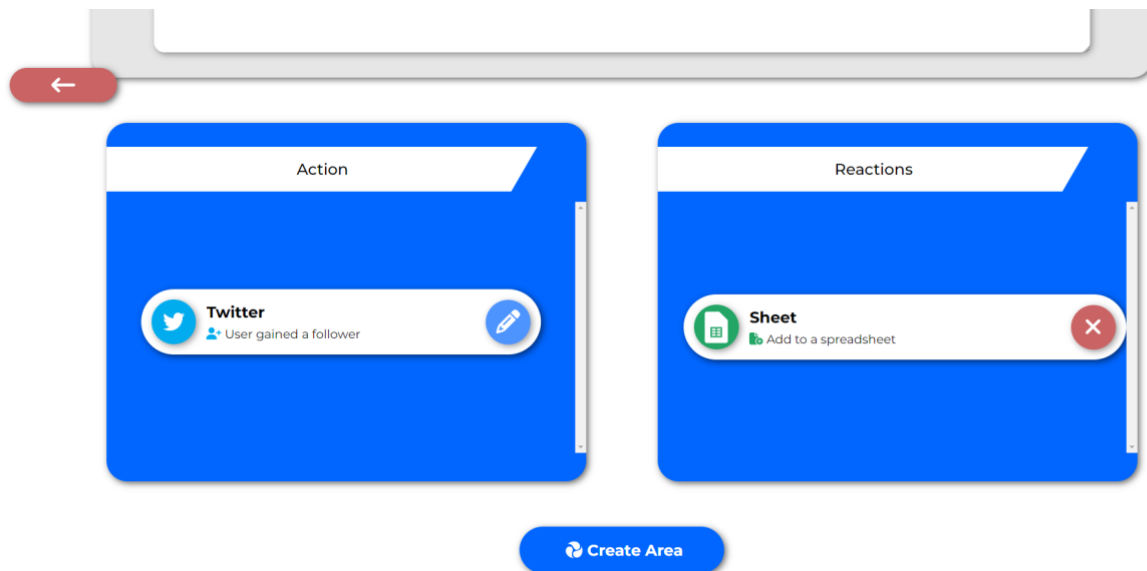 Action
Reactions
Twitter
User gained a follower
Sheet
Add to a spreadsheet
Create Area